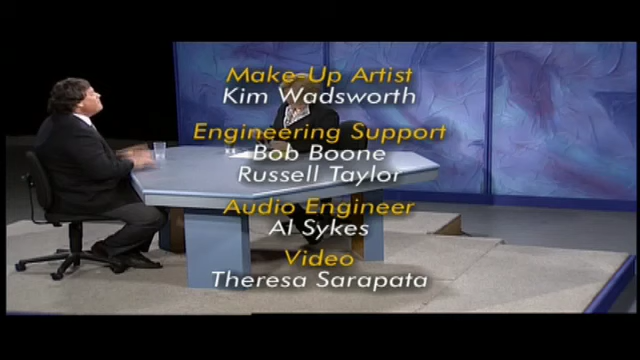 Make-Up Artist
Kim Wadsworth
Engineering Support
Bob Boone
Russell Taylor
Audio Engineer
Al Sykes
Video
Theresa Sarapata